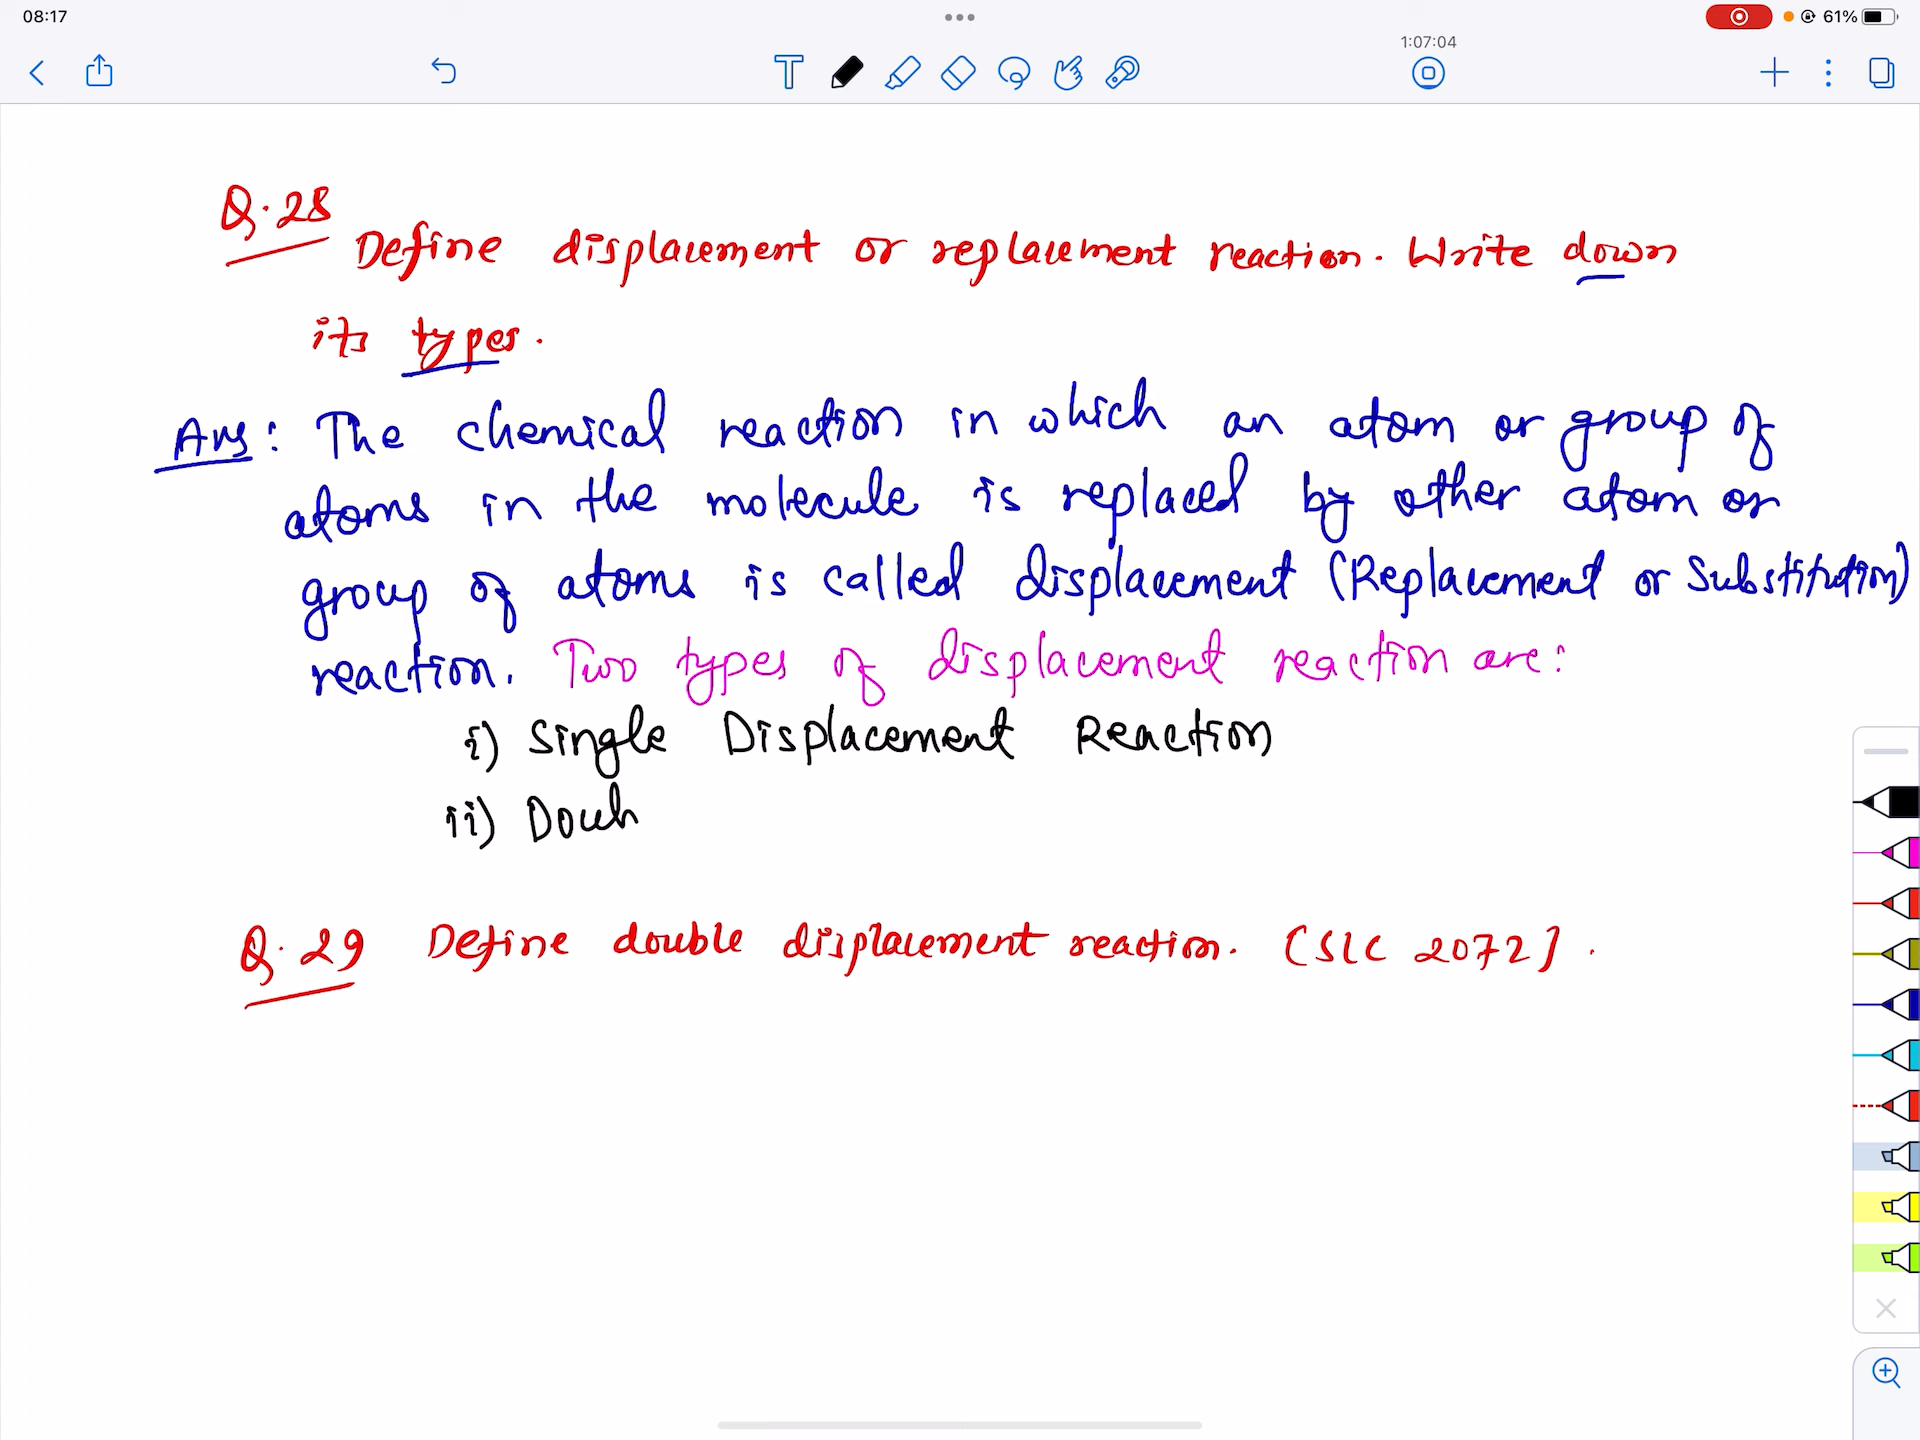 08:17
61%
1:07:04
T
Q.28
Define displacement or replacement reaction. Write down
its types.
Ans: The chemical reaction in which an atom or group of
atoms in the molecule is replaced by other atom or
group of atoms is called displacement (Replacement or Substitution)
reaction. Two types of displacement reaction are:
i) Single Displacement Reaction
ii) Doub
Q.29 Define double displacement reaction. [SLC 2072].